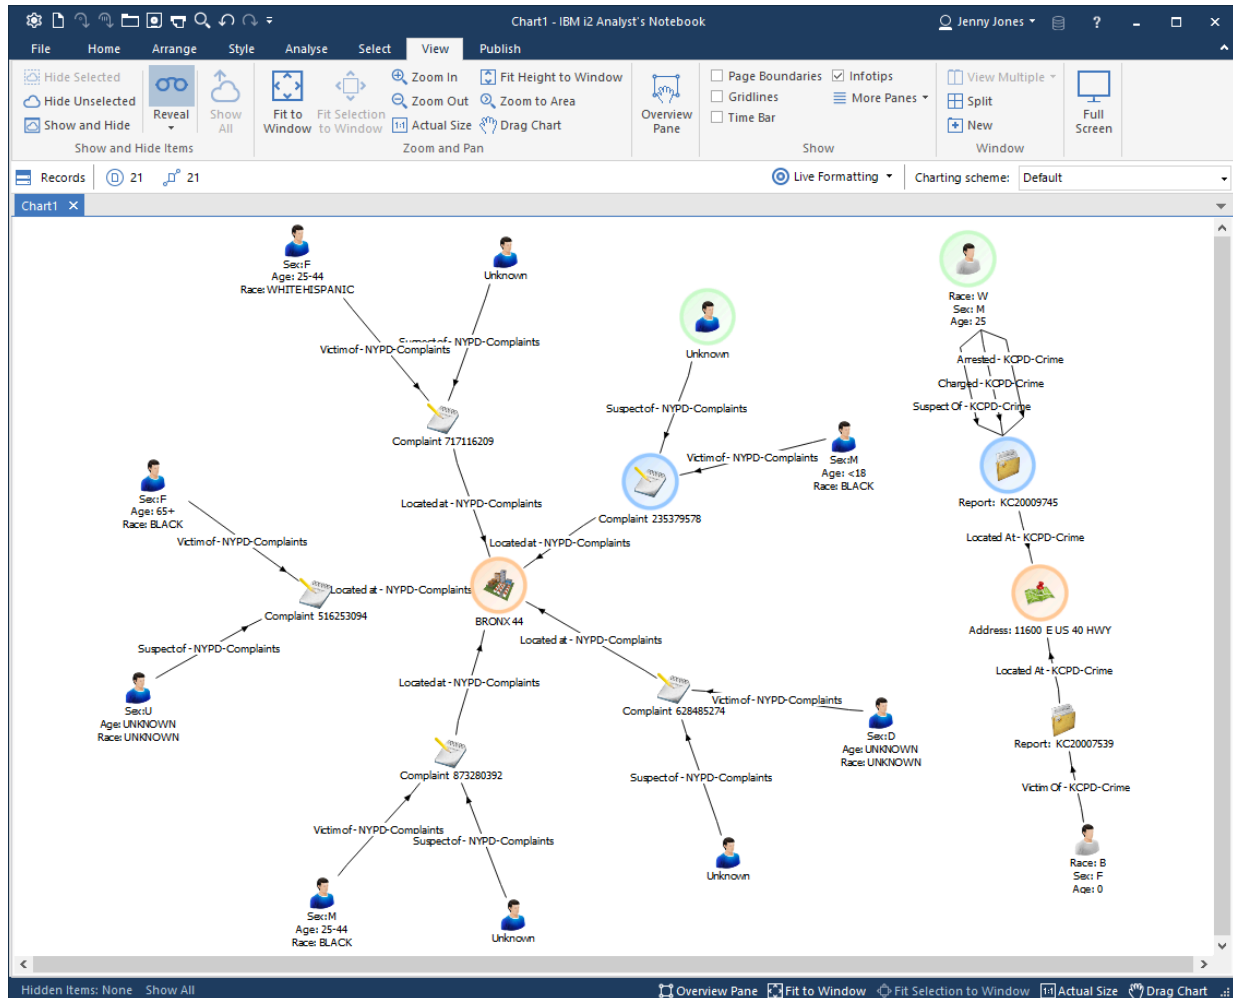 Chart1 - IBM i2 Analyst's Notebook
Jenny Jones
?
File Home Arrange Style Analyse Select View Publish
Hide Selected
Hide Unselected
Show and Hide
Reveal
Show All
Show and Hide Items
Fit to Window
Fit Selection to Window
Zoom In
Zoom Out
1:1 Actual Size
Fit Height to Window
Zoom to Area
Drag Chart
Zoom and Pan
Overview Pane
Page Boundaries
Gridlines
Time Bar
Infotips
More Panes
Show
View Multiple
Split
New
Window
Full Screen
Records 21 21
Live Formatting
Charting scheme: Default
Chart1
Sex:F
Age: 25-44
Race: WHITEHISPANIC
Unknown
Victim of - NYPD-Complaints
Suspect of - NYPD-Complaints
Complaint 717116209
Located at - NYPD-Complaints
Unknown
Suspect of - NYPD-Complaints
Victim of - NYPD-Complaints
Sex:M
Age: <18
Race: BLACK
Complaint 235379578
Located at - NYPD-Complaints
Race: W
Sex: M
Age: 25
Arrested - KCPD-Crime
Charged - KCPD-Crime
Suspect Of - KCPD-Crime
Report: KC20009745
Located At - KCPD-Crime
Address: 11600 E US 40 HWY
Located At - KCPD-Crime
Report: KC20007539
Victim Of - KCPD-Crime
Race: B
Sex: F
Age: 0
Sex:F
Age: 65+
Race: BLACK
Victim of - NYPD-Complaints
Complaint 516253094
Located at - NYPD-Complaints
Suspect of - NYPD-Complaints
Sex:U
Age: UNKNOWN
Race: UNKNOWN
BRONX 44
Located at - NYPD-Complaints
Located at - NYPD-Complaints
Complaint 628485274
Victim of - NYPD-Complaints
Sex:D
Age: UNKNOWN
Race: UNKNOWN
Suspect of - NYPD-Complaints
Unknown
Complaint 873280392
Victim of - NYPD-Complaints
Suspect of - NYPD-Complaints
Sex:M
Age: 25-44
Race: BLACK
Unknown
Hidden Items: None Show All
Overview Pane Fit to Window Fit Selection to Window 1:1 Actual Size Drag Chart